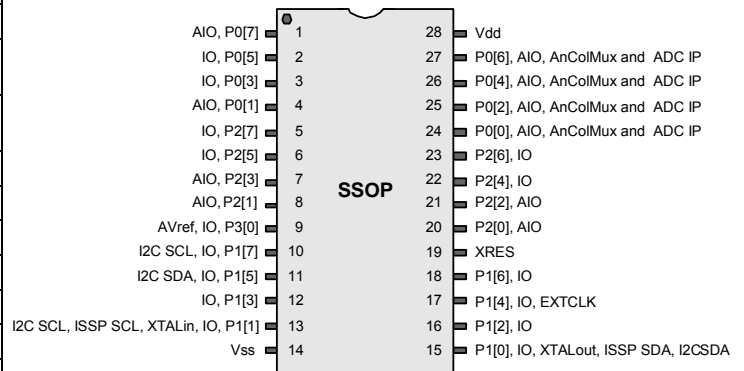 AIO, P0[7] 1 28 Vdd
IO, P0[5] 2 27 P0[6], AIO, AnColMux and ADC IP
IO, P0[3] 3 26 P0[4], AIO, AnColMux and ADC IP
AIO, P0[1] 4 25 P0[2], AIO, AnColMux and ADC IP
IO, P2[7] 5 24 P0[0], AIO, AnColMux and ADC IP
IO, P2[5] 6 23 P2[6], IO
AIO, P2[3] 7 22 P2[4], IO
SSOP
AIO, P2[1] 8 21 P2[2], AIO
AVref, IO, P3[0] 9 20 P2[0], AIO
I2C SCL, IO, P1[7] 10 19 XRES
I2C SDA, IO, P1[5] 11 18 P1[6], IO
IO, P1[3] 12 17 P1[4], IO, EXTCLK
I2C SCL, ISSP SCL, XTALin, IO, P1[1] 13 16 P1[2], IO
Vss 14 15 P1[0], IO, XTALout, ISSP SDA, I2CSDA